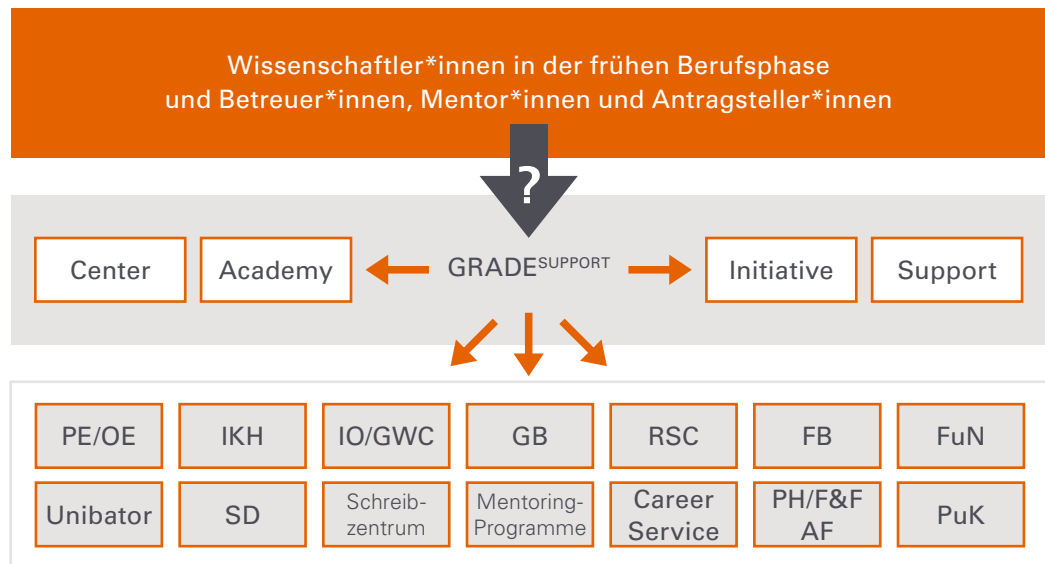 Wissenschaftler*innen in der frühen Berufsphase
und Betreuer*innen, Mentor*innen und Antragsteller*innen
?
Center
Academy
GRADESUPPORT
Initiative
Support
PE/OE
IKH
IO/GWC
GB
RSC
FB
FuN
Unibator
SD
Schreib-
zentrum
Mentoring-
Programme
Career
Service
PH/F&F
AF
PuK